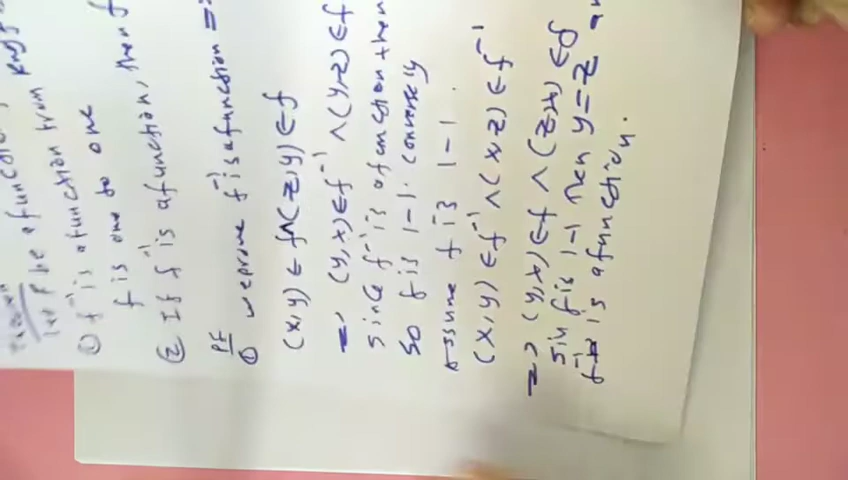 Let f be a function from
① f⁻¹ is a function
f is one to one
② If f⁻¹ is a function, then f
pf
① we prove f⁻¹ is a function =>
(x,y) ∈ f ∧ (z,y) ∈ f
=> (y,x) ∈ f⁻¹ ∧ (y,z) ∈ f
since f⁻¹ is a function then
so f is 1-1. conversely
Assume f is 1-1.
(x,y) ∈ f⁻¹ ∧ (x,z) ∈ f⁻¹
=> (y,x) ∈ f ∧ (z,x) ∈ f
sin f is 1-1 then y=z
f⁻¹ is a function.